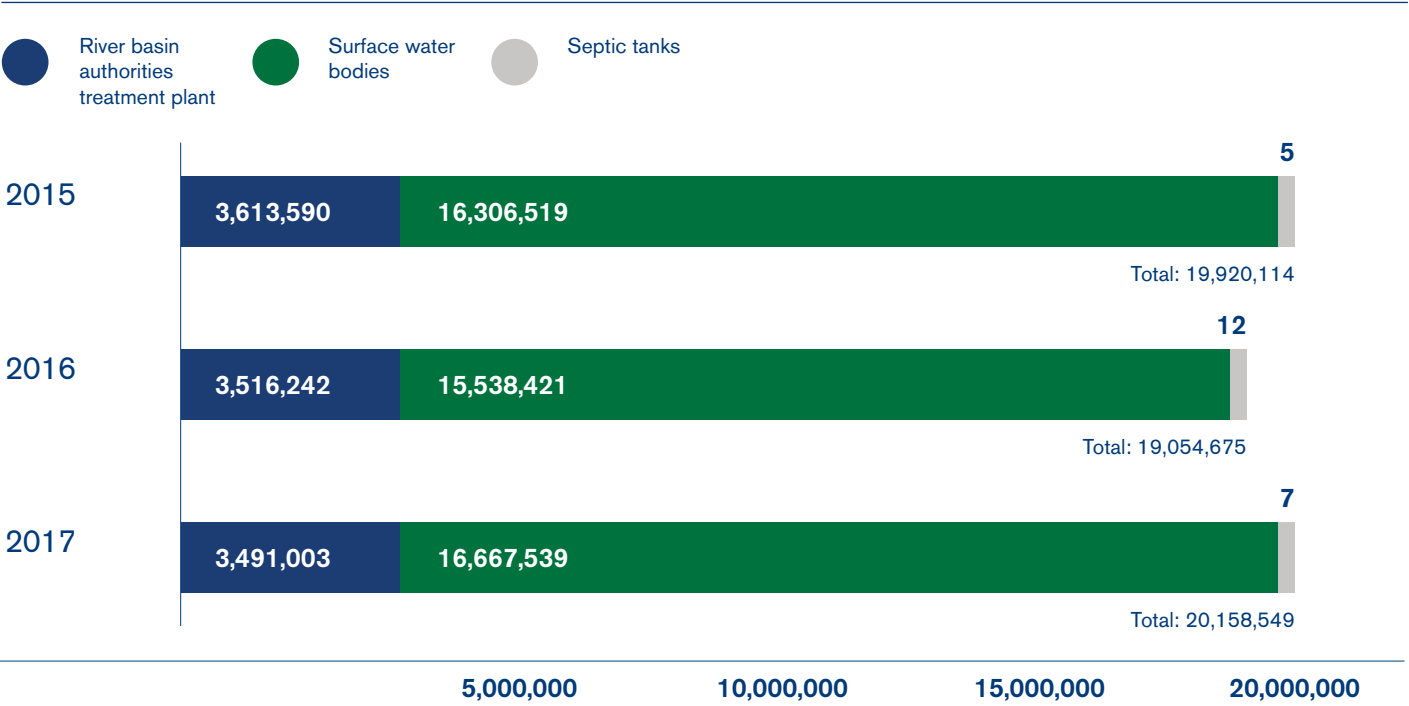 River basin
authorities
treatment plant
Surface water
bodies
Septic tanks
5
2015
3,613,590
16,306,519
Total: 19,920,114
12
2016
3,516,242
15,538,421
Total: 19,054,675
7
2017
3,491,003
16,667,539
Total: 20,158,549
5,000,000
10,000,000
15,000,000
20,000,000